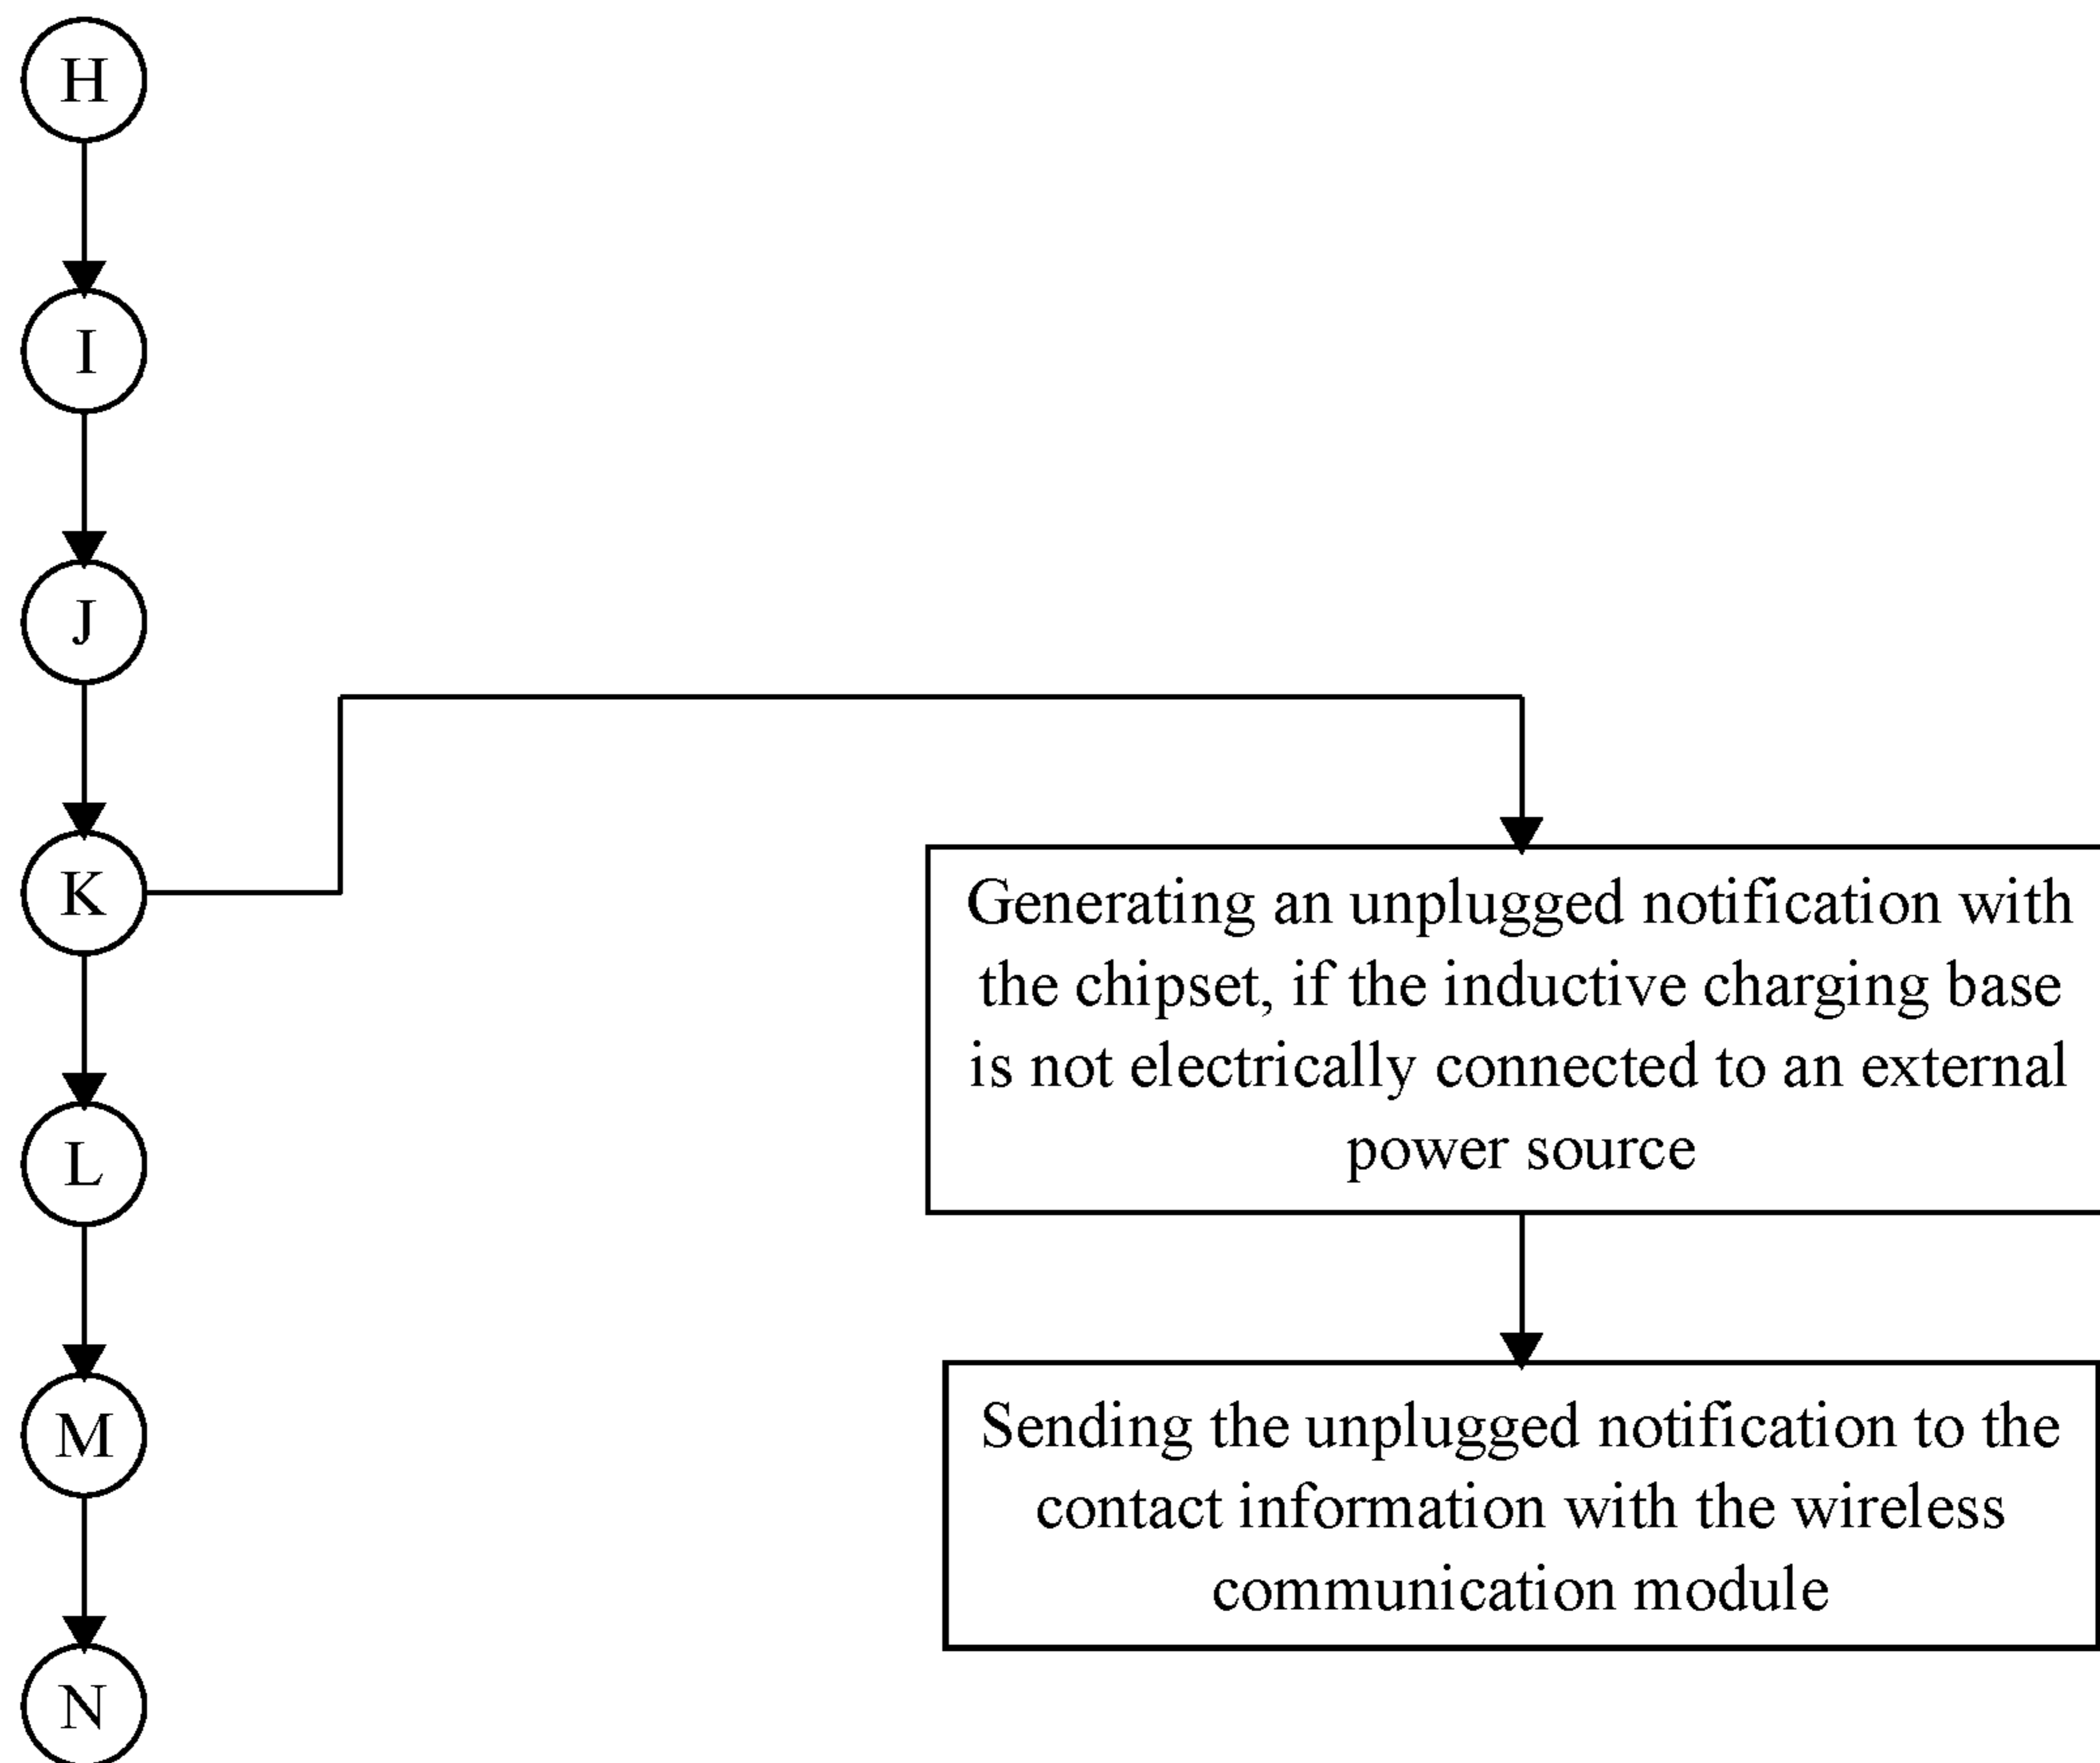 H
I
J
K
L
M
N
Generating an unplugged notification with
the chipset, if the inductive charging base
is not electrically connected to an external
power source
Sending the unplugged notification to the
contact information with the wireless
communication module